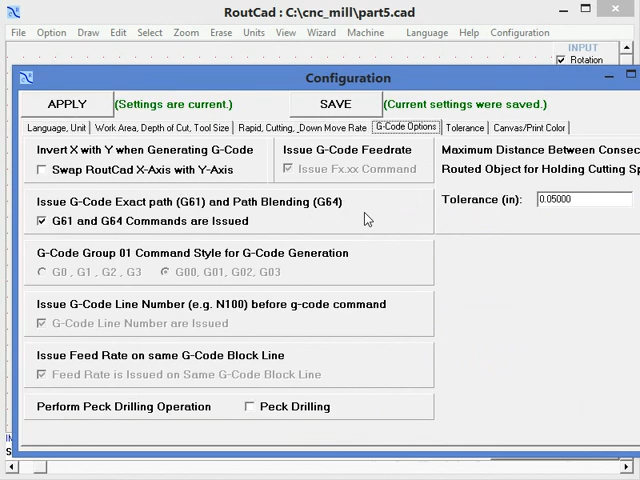 RoutCad : C:\cnc_mill\part5.cad
File Option Draw Edit Select Zoom Erase Units View Wizard Machine Language Help Configuration
INPUT
Rotation
Configuration
APPLY (Settings are current.) SAVE (Current settings were saved.)
Language, Unit Work Area, Depth of Cut, Tool Size Rapid, Cutting, _Down Move Rate G-Code Options Tolerance Canvas/Print Color
Invert X with Y when Generating G-Code
Swap RoutCad X-Axis with Y-Axis
Issue G-Code Feedrate
Issue Fx.xx Command
Maximum Distance Between Consec
Routed Object for Holding Cutting Sp
Tolerance (in): 0.05000
Issue G-Code Exact path (G61) and Path Blending (G64)
G61 and G64 Commands are Issued
G-Code Group 01 Command Style for G-Code Generation
G0 , G1 , G2 , G3 G00, G01, G02, G03
Issue G-Code Line Number (e.g. N100) before g-code command
G-Code Line Number are Issued
Issue Feed Rate on same G-Code Block Line
Feed Rate is Issued on Same G-Code Block Line
Perform Peck Drilling Operation Peck Drilling